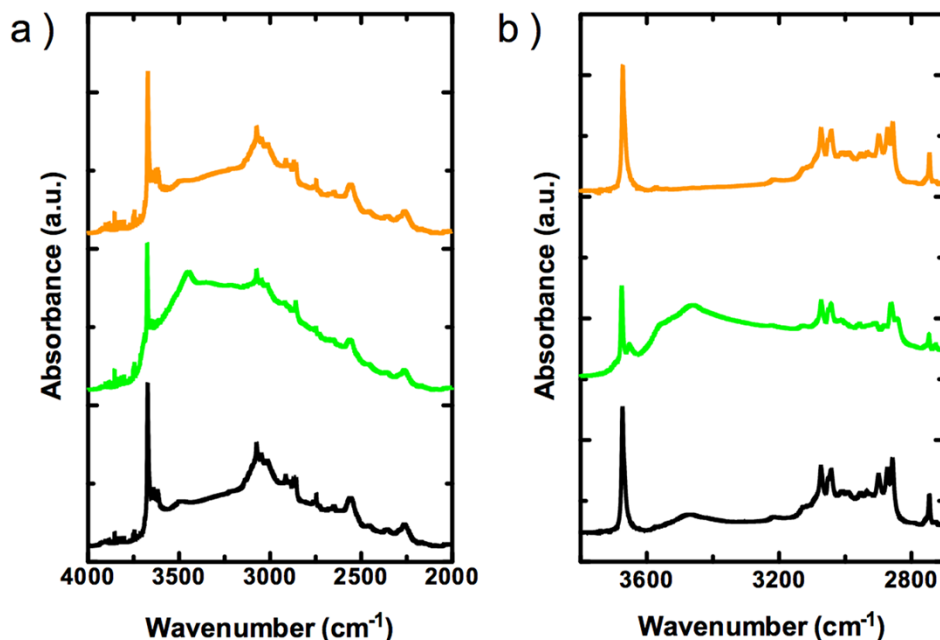 a )
b )
Absorbance (a.u.)
Absorbance (a.u.)
4000 3500 3000 2500 2000
3600 3200 2800
Wavenumber (cm-1)
Wavenumber (cm-1)